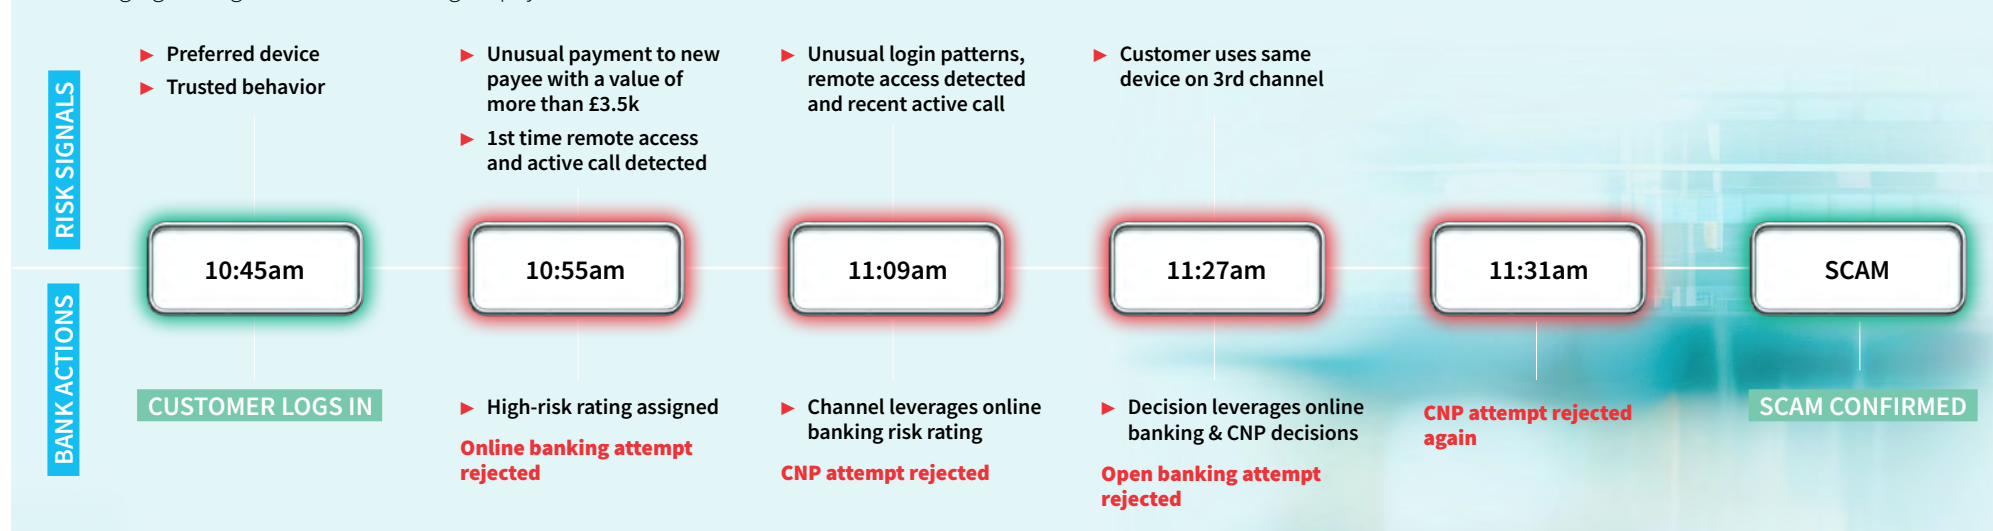 RISK SIGNALS
Preferred device
Trusted behavior
Unusual payment to new
payee with a value of
more than £3.5k
1st time remote access
and active call detected
Unusual login patterns,
remote access detected
and recent active call
Customer uses same
device on 3rd channel
10:45am
10:55am
11:09am
11:27am
11:31am
SCAM
BANK ACTIONS
CUSTOMER LOGS IN
High-risk rating assigned
Online banking attempt
rejected
Channel leverages online
banking risk rating
CNP attempt rejected
Decision leverages online
banking & CNP decisions
Open banking attempt
rejected
CNP attempt rejected
again
SCAM CONFIRMED